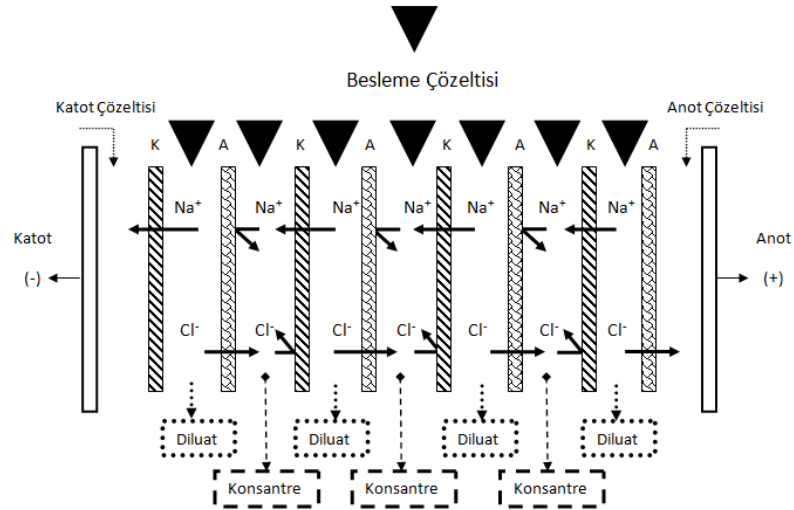 Besleme Çözeltisi
Katot Çözeltisi
Anot Çözeltisi
K A K A K A K A
Na⁺ Na⁺ Na⁺ Na⁺ Na⁺ Na⁺ Na⁺
Katot
(-)
Anot
(+)
Cl⁻ Cl⁻ Cl⁻ Cl⁻ Cl⁻ Cl⁻ Cl⁻
Diluat Diluat Diluat Diluat
Konsantre Konsantre Konsantre